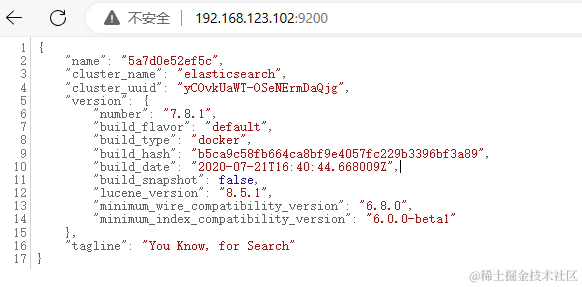 不安全 192.168.123.102:9200
1 {
2 "name": "5a7d0e52ef5c",
3 "cluster_name": "elasticsearch",
4 "cluster_uuid": "yCOvkUaWT-OSeNErmDaQjg",
5 "version": {
6 "number": "7.8.1",
7 "build_flavor": "default",
8 "build_type": "docker",
9 "build_hash": "b5ca9c58fb664ca8bf9e4057fc229b3396bf3a89",
10 "build_date": "2020-07-21T16:40:44.668009Z",
11 "build_snapshot": false,
12 "lucene_version": "8.5.1",
13 "minimum_wire_compatibility_version": "6.8.0",
14 "minimum_index_compatibility_version": "6.0.0-beta1"
15 },
16 "tagline": "You Know, for Search"
17 }
@稀土掘金技术社区